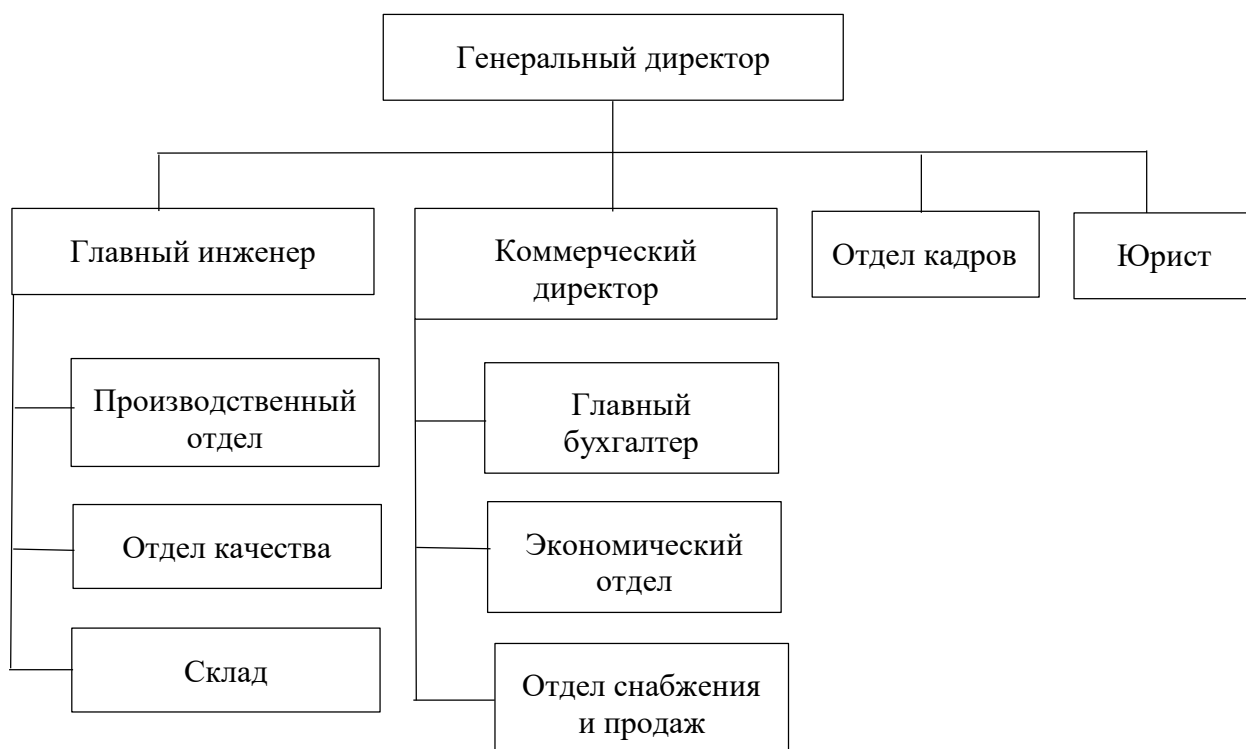 Генеральный директор
Главный инженер
Коммерческий
директор
Отдел кадров
Юрист
Производственный
отдел
Главный
бухгалтер
Отдел качества
Экономический
отдел
Склад
Отдел снабжения
и продаж